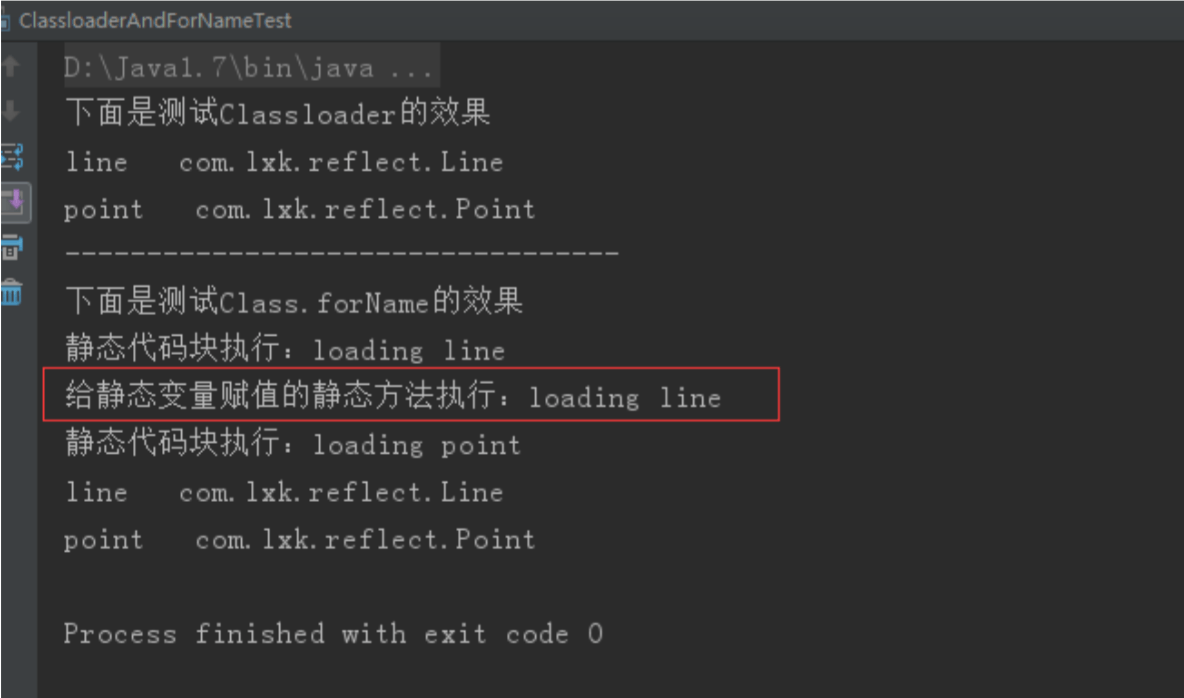 ClassloaderAndForNameTest
D:\Java1.7\bin\java ...
下面是测试Classloader的效果
line   com.lxk.reflect.Line
point   com.lxk.reflect.Point
----------------------------------
下面是测试Class.forName的效果
静态代码块执行：loading line
给静态变量赋值的静态方法执行：loading line
静态代码块执行：loading point
line   com.lxk.reflect.Line
point   com.lxk.reflect.Point
Process finished with exit code 0